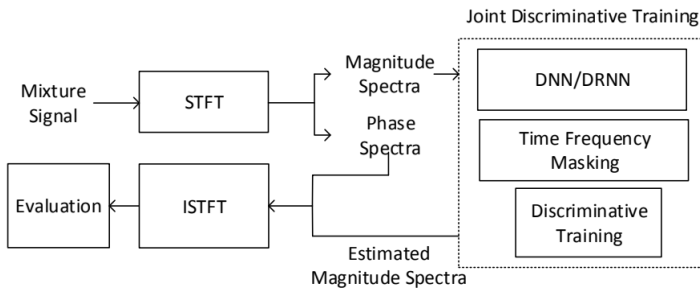 Joint Discriminative Training
Mixture
Signal
STFT
Magnitude
Spectra
Phase
Spectra
DNN/DRNN
Time Frequency
Masking
Discriminative
Training
Evaluation
ISTFT
Estimated
Magnitude Spectra